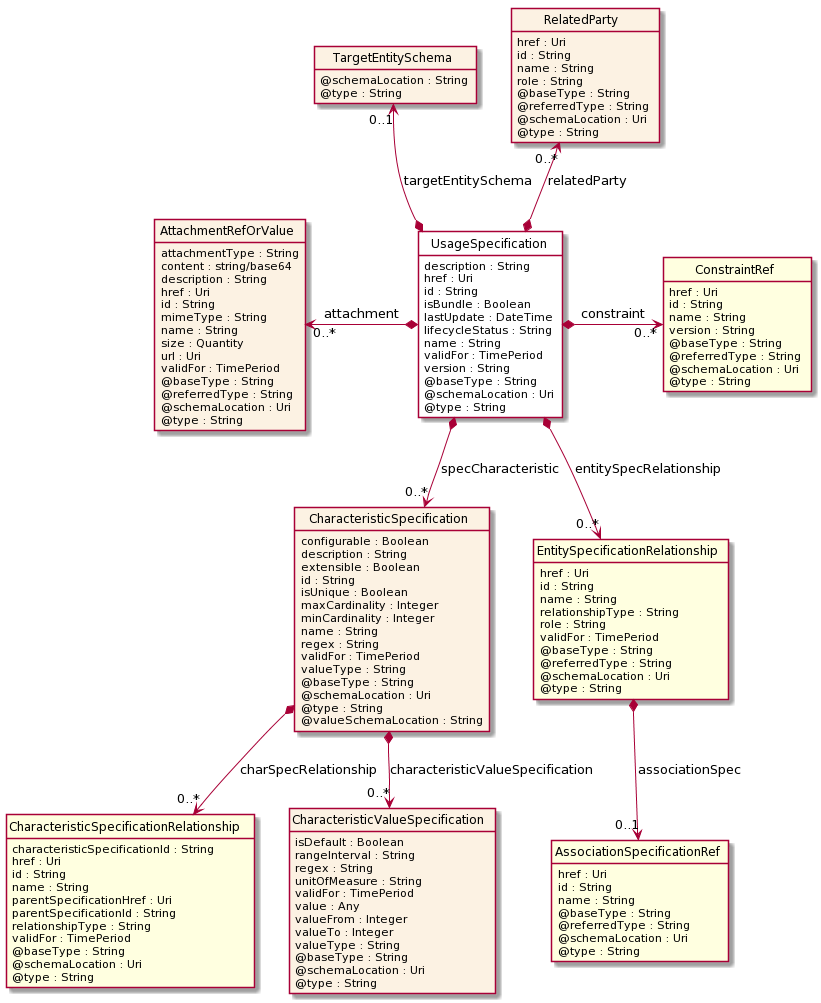 RelatedParty
href : Uri
id : String
name : String
role : String
@baseType : String
@referredType : String
@schemaLocation : Uri
@type : String
TargetEntitySchema
@schemaLocation : String
@type : String
0..1
0..*
targetEntitySchema
relatedParty
AttachmentRefOrValue
attachmentType : String
content : string/base64
description : String
href : Uri
id : String
mimeType : String
name : String
size : Quantity
url : Uri
validFor : TimePeriod
@baseType : String
@referredType : String
@schemaLocation : Uri
@type : String
attachment
0..*
UsageSpecification
description : String
href : Uri
id : String
isBundle : Boolean
lastUpdate : DateTime
lifecycleStatus : String
name : String
validFor : TimePeriod
version : String
@baseType : String
@schemaLocation : Uri
@type : String
constraint
0..*
ConstraintRef
href : Uri
id : String
name : String
version : String
@baseType : String
@referredType : String
@schemaLocation : Uri
@type : String
specCharacteristic
entitySpecRelationship
0..*
0..*
CharacteristicSpecification
configurable : Boolean
description : String
extensible : Boolean
id : String
isUnique : Boolean
maxCardinality : Integer
minCardinality : Integer
name : String
regex : String
validFor : TimePeriod
valueType : String
@baseType : String
@schemaLocation : Uri
@type : String
@valueSchemaLocation : String
EntitySpecificationRelationship
href : Uri
id : String
name : String
relationshipType : String
role : String
validFor : TimePeriod
@baseType : String
@referredType : String
@schemaLocation : Uri
@type : String
charSpecRelationship
characteristicValueSpecification
associationSpec
0..*
0..*
0..1
CharacteristicSpecificationRelationship
characteristicSpecificationId : String
href : Uri
id : String
name : String
parentSpecificationHref : Uri
parentSpecificationId : String
relationshipType : String
validFor : TimePeriod
@baseType : String
@schemaLocation : Uri
@type : String
CharacteristicValueSpecification
isDefault : Boolean
rangeInterval : String
regex : String
unitOfMeasure : String
validFor : TimePeriod
value : Any
valueFrom : Integer
valueTo : Integer
valueType : String
@baseType : String
@schemaLocation : Uri
@type : String
AssociationSpecificationRef
href : Uri
id : String
name : String
@baseType : String
@referredType : String
@schemaLocation : Uri
@type : String